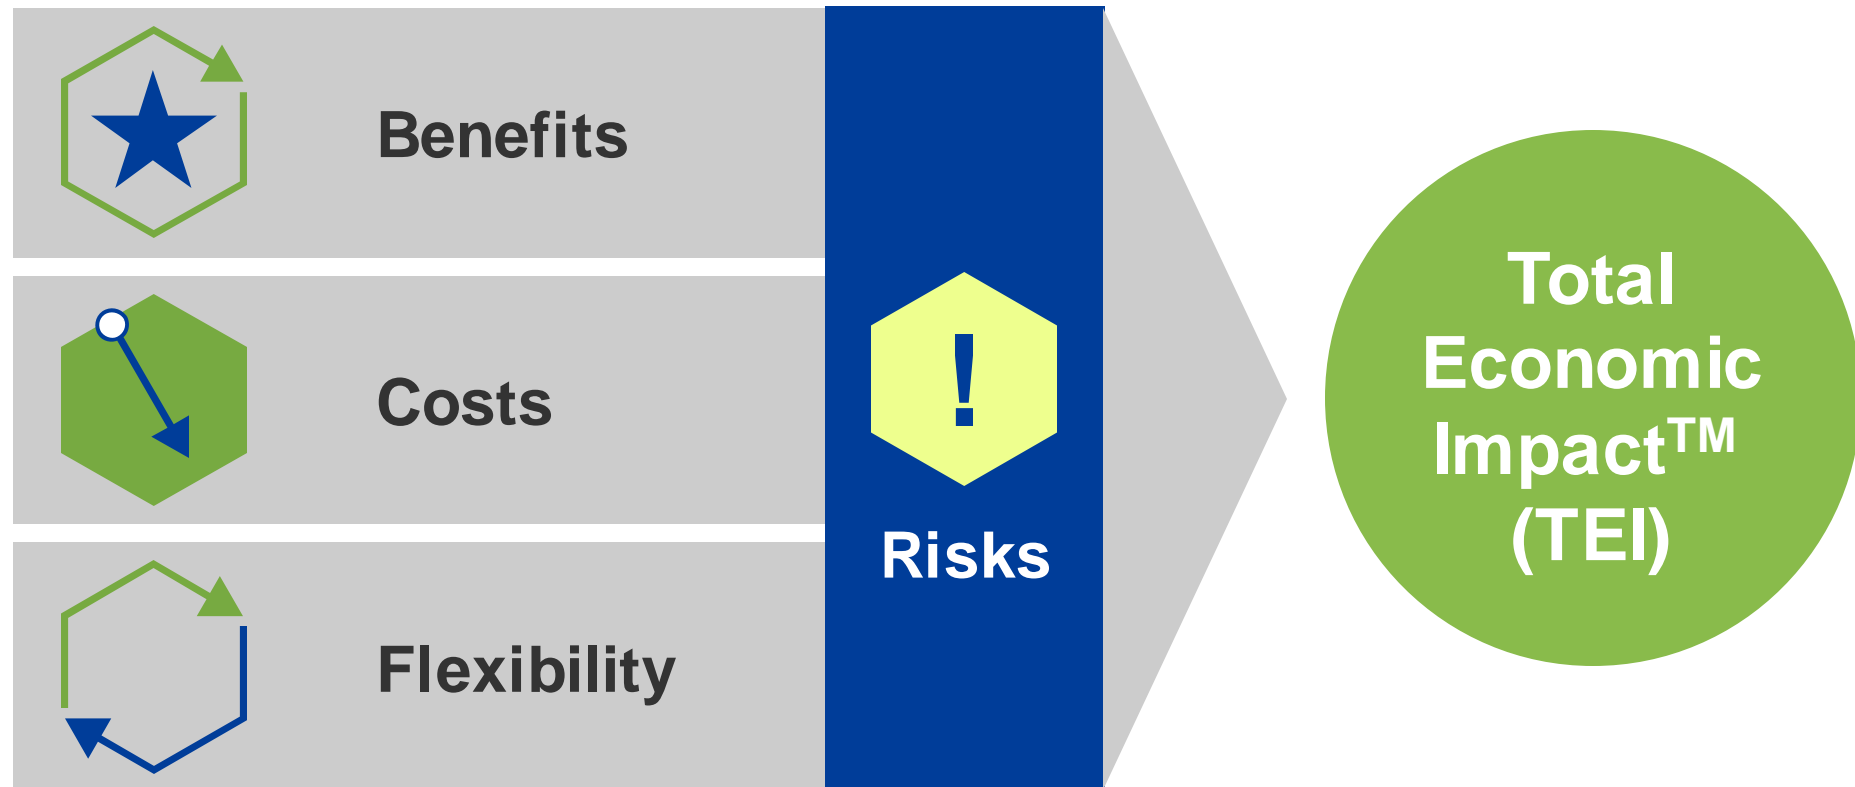 Benefits
Costs
Flexibility
!
Risks
Total
Economic
Impact™
(TEI)